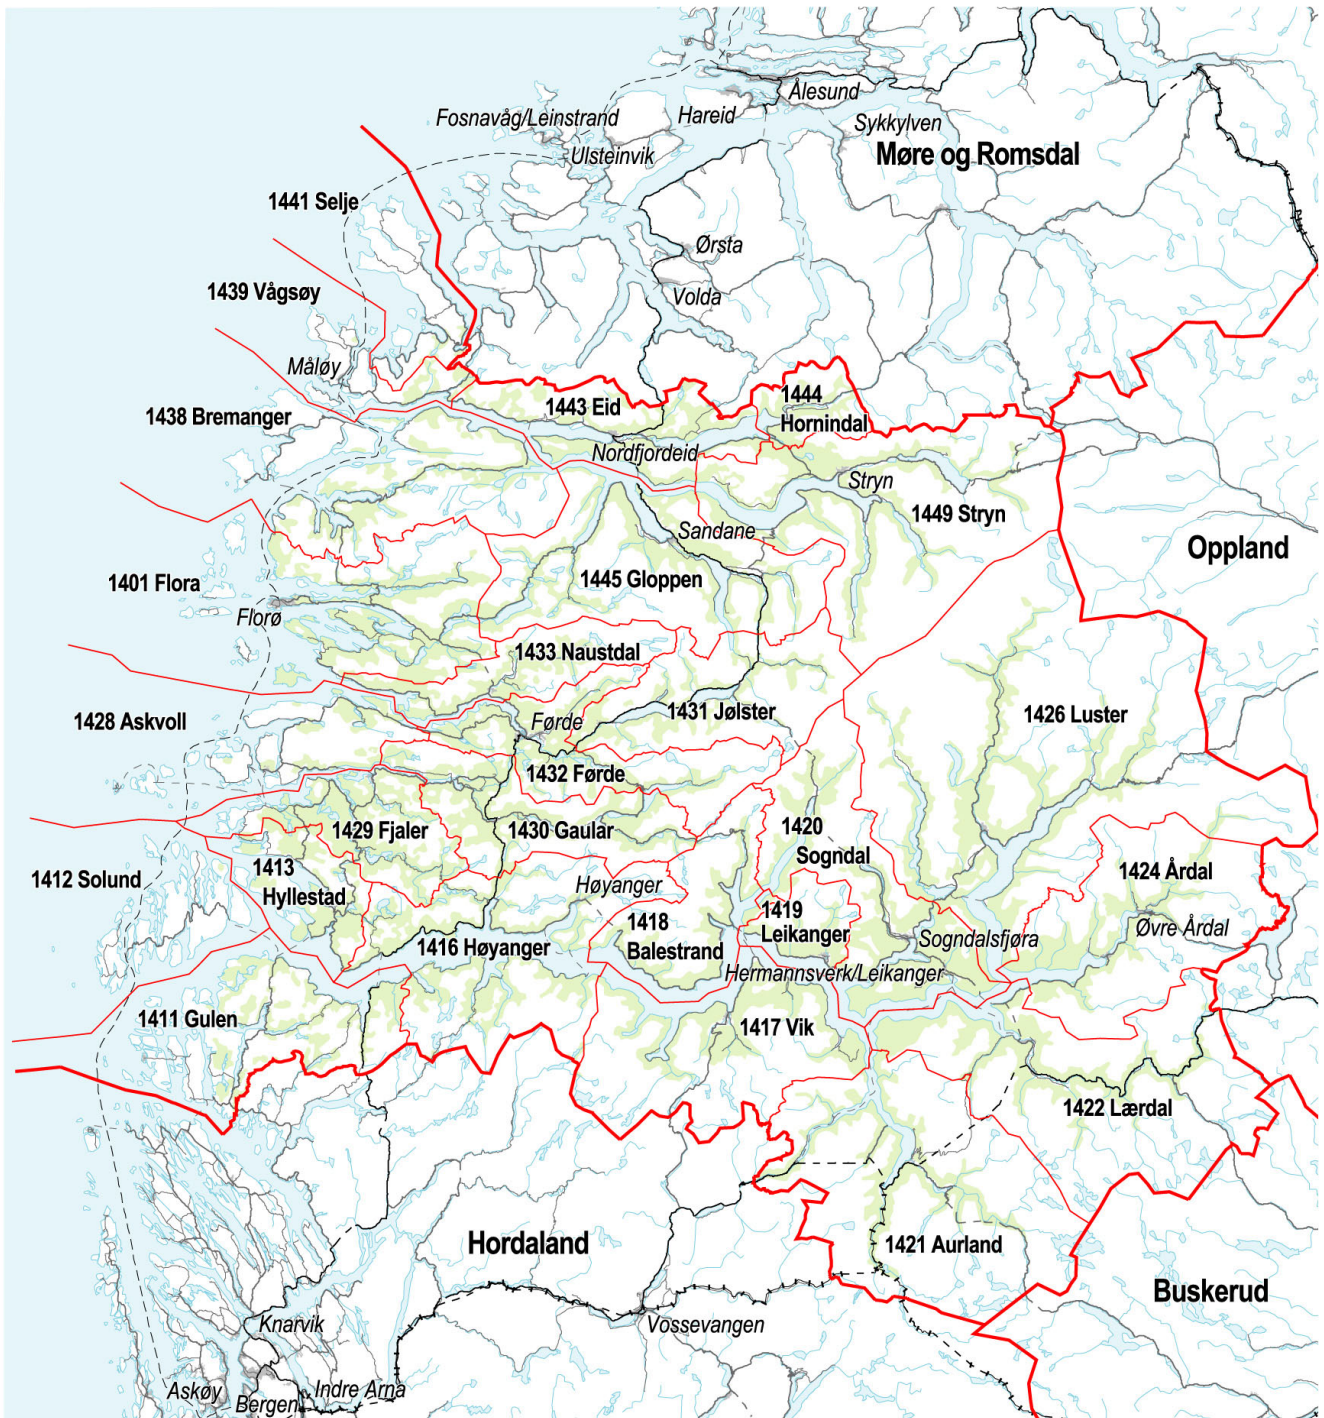 Ålesund
Fosnavåg/Leinstrand
Hareid
Sykkylven
Ulsteinvik
Møre og Romsdal
1441 Selje
Ørsta
1439 Vågsøy
Volda
Måløy
1438 Bremanger
1443 Eid
1444
Hornindal
Nordfjordeid
Stryn
1449 Stryn
Sandane
Oppland
1401 Flora
1445 Gloppen
Florø
1433 Naustdal
1428 Askvoll
Førde
1431 Jølster
1426 Luster
1432 Førde
1429 Fjaler
1430 Gaular
1420
Sogndal
1413
Hyllestad
1412 Solund
Høyanger
1424 Årdal
1419
Leikanger
1418
Balestrand
Øvre Årdal
1416 Høyanger
Sogndalsfjøra
Hermannsverk/Leikanger
1411 Gulen
1417 Vik
1422 Lærdal
Hordaland
1421 Aurland
Buskerud
Knarvik
Vossevangen
Askøy
Indre Arna
Bergen